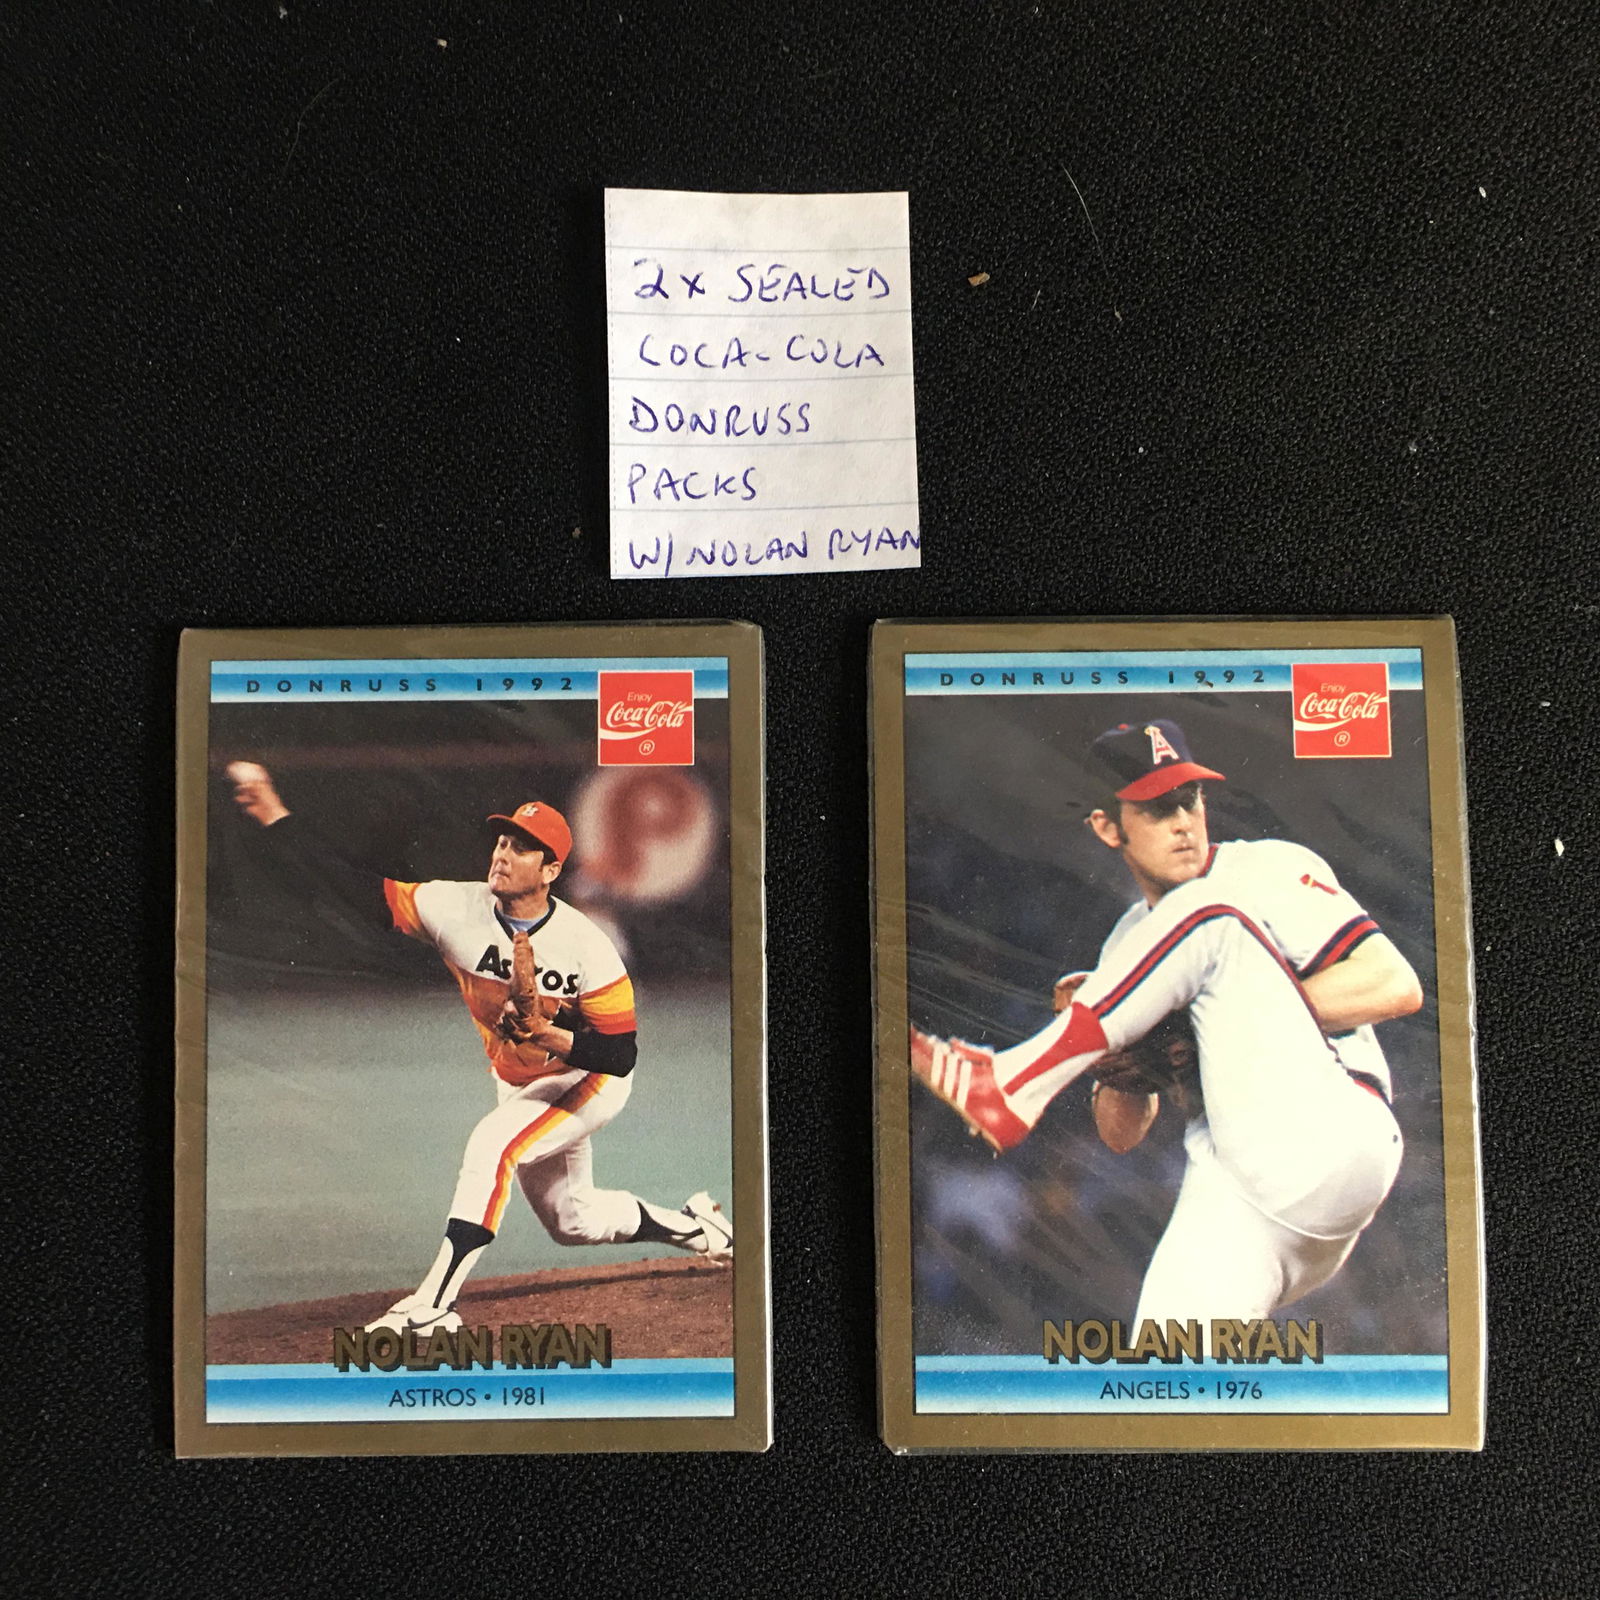 2x SEALED
COCA-COLA
DONRUSS
PACKS
W/ NOLAN RYAN
DONRUSS 1992
Enjoy
Coca-Cola
®
Astros
NOLAN RYAN
ASTROS • 1981
DONRUSS 1992
Enjoy
Coca-Cola
®
A
NOLAN RYAN
ANGELS • 1976